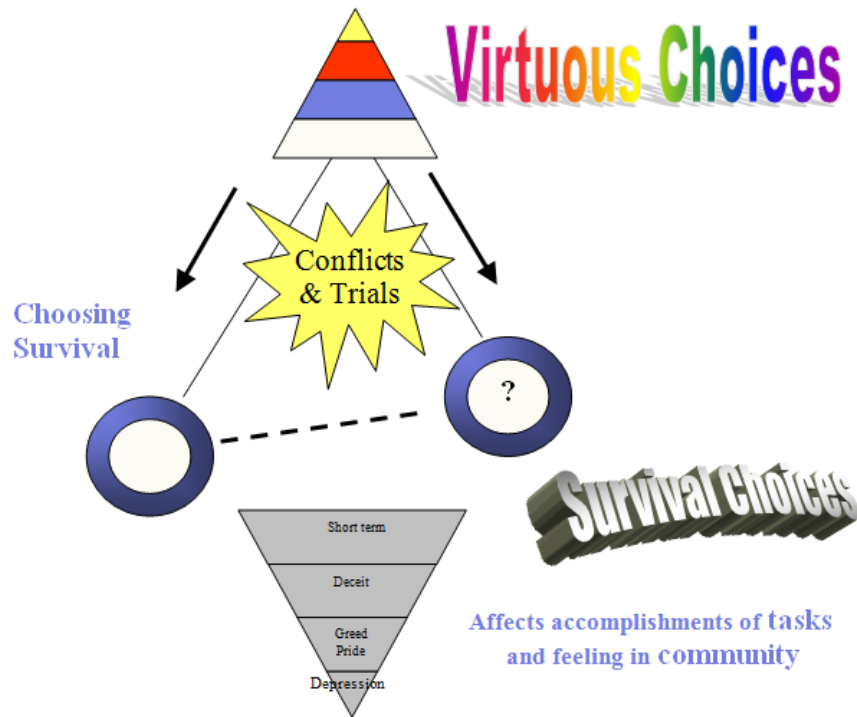 Virtuous Choices
Conflicts
& Trials
Choosing
Survival
?
Survival Choices
Short term
Deceit
Greed
Pride
Depression
Affects accomplishments of tasks
and feeling in community